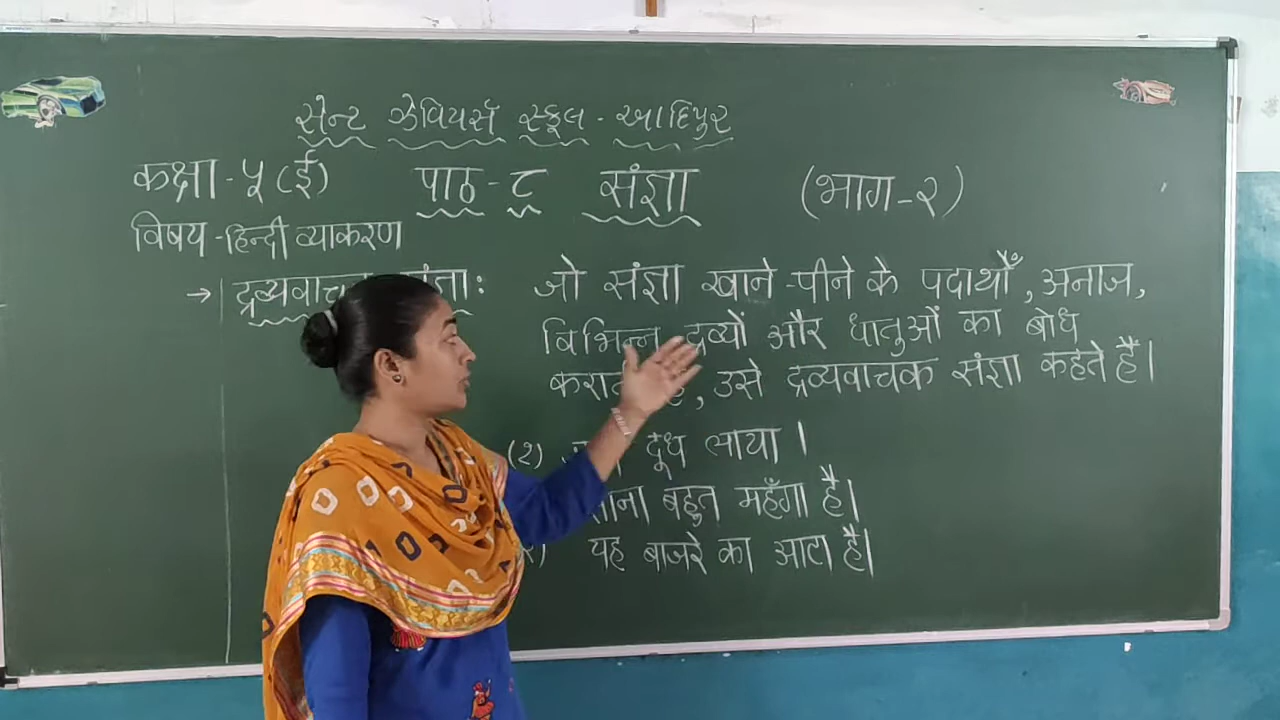 सेन्ट झेवियर्स स्कूल - आदिपुर
कक्षा - ५ (ई) पाठ - ८ संज्ञा (भाग - २)
विषय - हिन्दी व्याकरण
→ द्रव्यवाचक संज्ञा : जो संज्ञा खाने - पीने के पदार्थों, अनाज,
विभिन्न द्रव्यों और धातुओं का बोध
कराती है, उसे द्रव्यवाचक संज्ञा कहते हैं।
(१) दूध लाया।
सोना बहुत महँगा है।
यह बाजरे का आटा है।